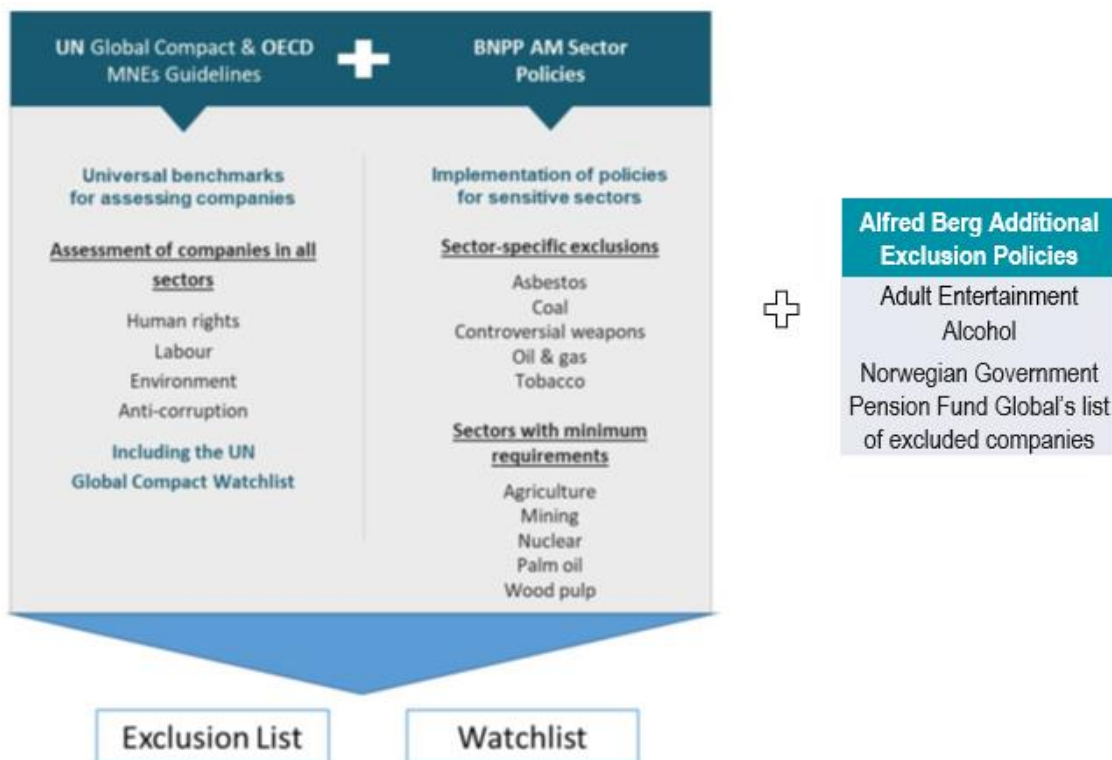 UN Global Compact & OECD
MNEs Guidelines
BNPP AM Sector
Policies
Universal benchmarks
for assessing companies
Assessment of companies in all
sectors
Human rights
Labour
Environment
Anti-corruption
Including the UN
Global Compact Watchlist
Implementation of policies
for sensitive sectors
Sector-specific exclusions
Asbestos
Coal
Controversial weapons
Oil & gas
Tobacco
Sectors with minimum
requirements
Agriculture
Mining
Nuclear
Palm oil
Wood pulp
Alfred Berg Additional
Exclusion Policies
Adult Entertainment
Alcohol
Norwegian Government
Pension Fund Global's list
of excluded companies
Exclusion List
Watchlist